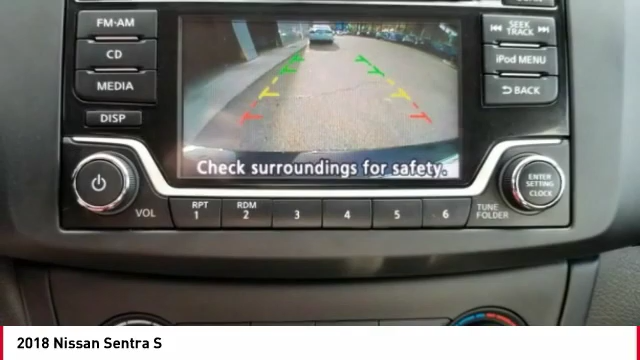 FM-AM
CD
MEDIA
DISP
SEEK
TRACK
iPod MENU
BACK
Check surroundings for safety.
VOL
RPT
1
RDM
2
3
4
5
6
TUNE
FOLDER
ENTER
SETTING
CLOCK
2018 Nissan Sentra S